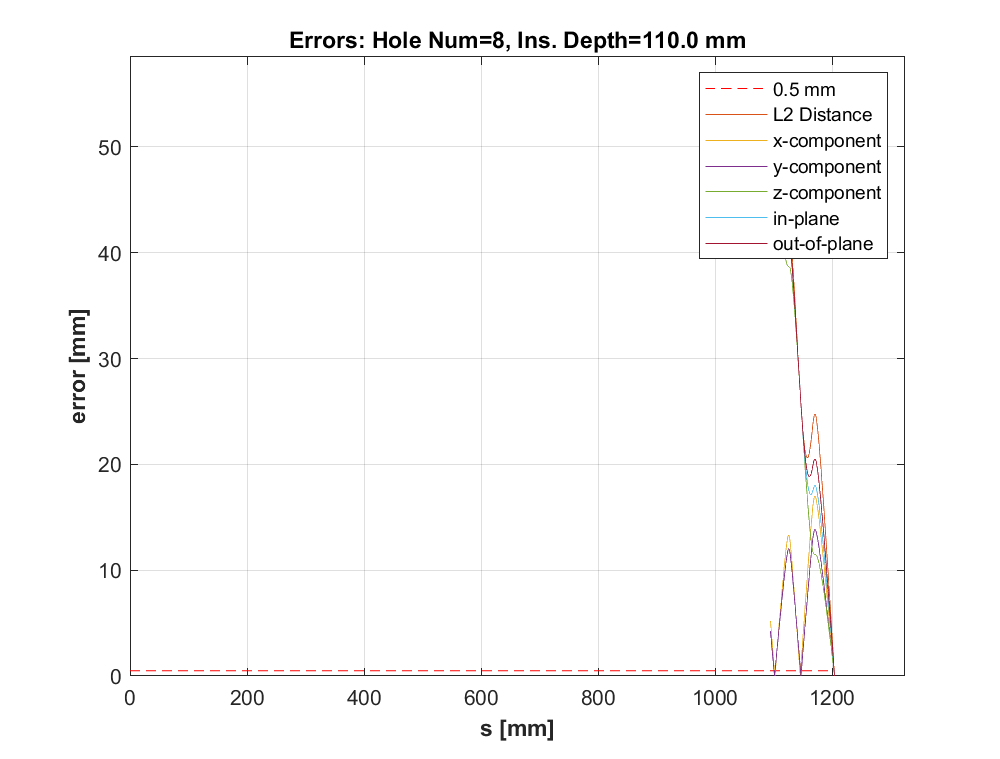 Errors: Hole Num=8, Ins. Depth=110.0 mm
0.5 mm
L2 Distance
x-component
y-component
z-component
in-plane
out-of-plane
error [mm]
50
40
30
20
10
0
0 200 400 600 800 1000 1200
s [mm]